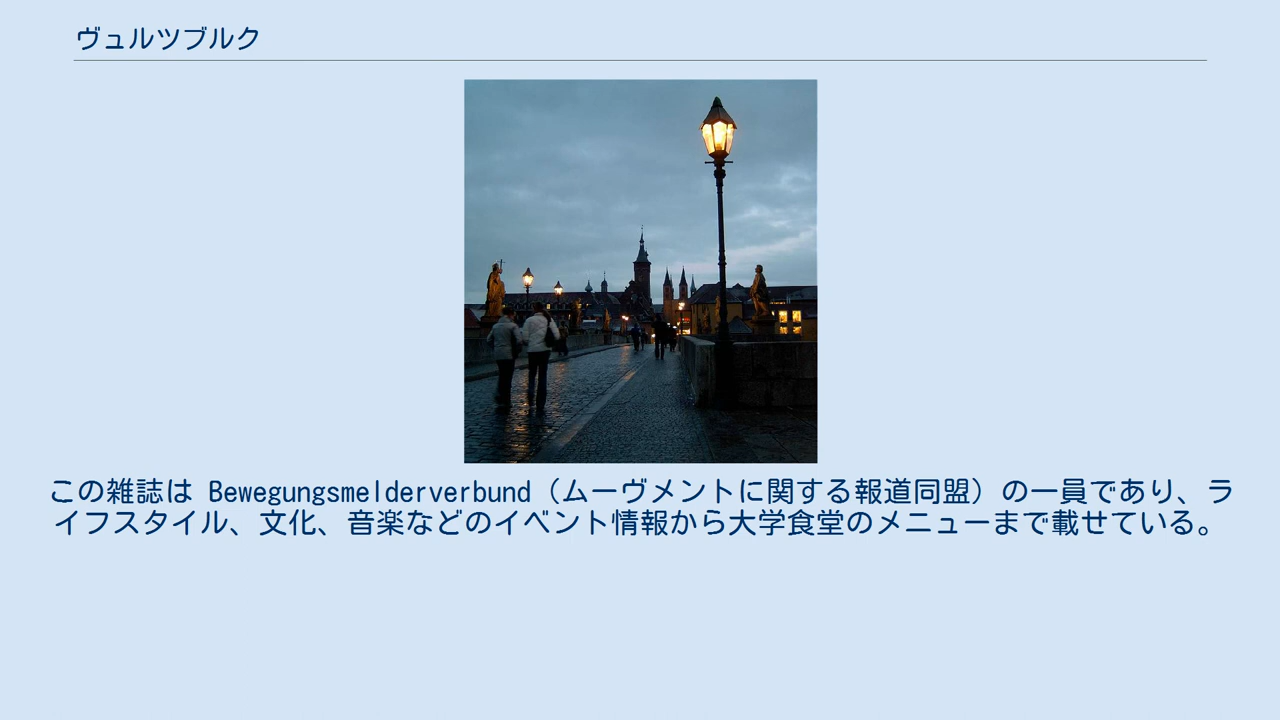 ヴュルツブルク
この雑誌は Bewegungsmelderverbund（ムーヴメントに関する報道同盟）の一員であり、ラ
イフスタイル、文化、音楽などのイベント情報から大学食堂のメニューまで載せている。